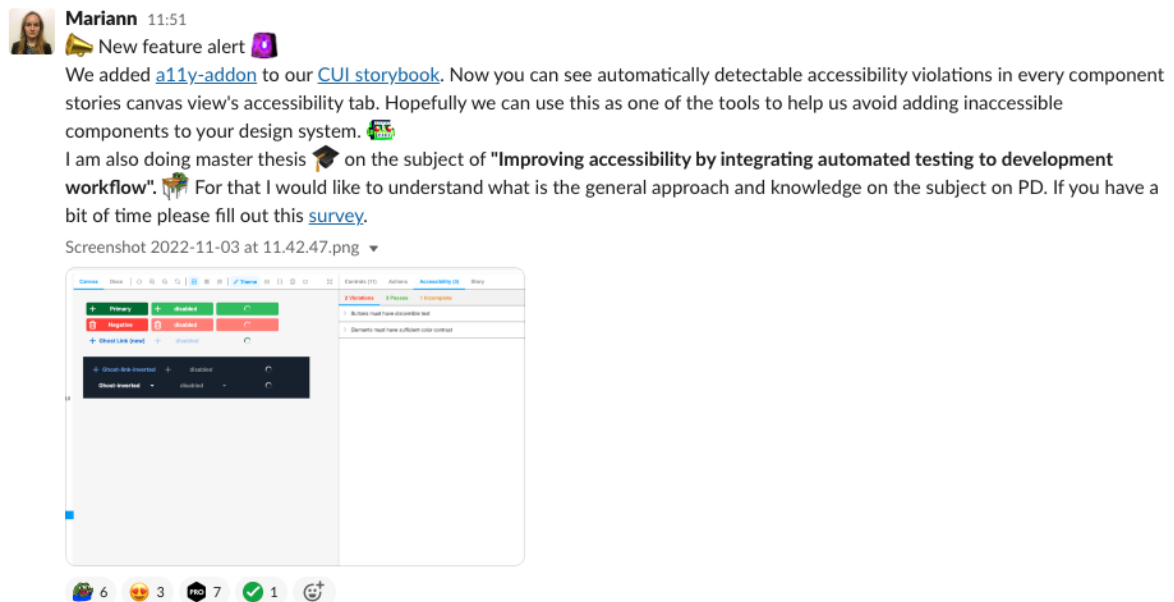 Mariann 11:51
New feature alert
We added a11y-addon to our CUI storybook. Now you can see automatically detectable accessibility violations in every component
stories canvas view's accessibility tab. Hopefully we can use this as one of the tools to help us avoid adding inaccessible
components to your design system.
I am also doing master thesis on the subject of "Improving accessibility by integrating automated testing to development
workflow". For that I would like to understand what is the general approach and knowledge on the subject on PD. If you have a
bit of time please fill out this survey.
Screenshot 2022-11-03 at 11.42.47.png
Canvas Docs Theme Controls (11) Actions Accessibility (3) Story
2 Violations 1 Incomplete
Primary disabled
Buttons must have discernible text
Negative disabled
Elements must have sufficient color contrast
Ghost Link (new) disabled
Ghost-link-inverted disabled
Ghost-inverted disabled
6 3 PRO 7 1